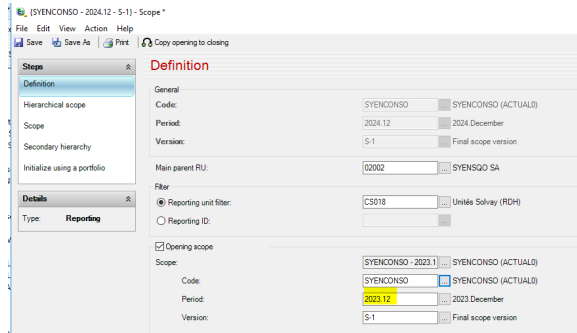 {SYENCONSO - 2024.12 - S-1} - Scope *
File Edit View Action Help
Save Save As Print Copy opening to closing
Steps
Definition
Hierarchical scope
Scope
Secondary hierarchy
Initialize using a portfolio
Details
Type: Reporting
Definition
General
Code: SYENCONSO ... SYENCONSO (ACTUAL0)
Period: 2024.12 ... 2024.December
Version: S-1 ... Final scope version
Main parent RU: 02002 ... SYENSQO SA
Filter
Reporting unit filter: CS018 ... Unités Solvay (RDH)
Reporting ID: ...
Opening scope
Scope: SYENCONSO - 2023.1 ... SYENCONSO (ACTUAL0)
Code: SYENCONSO ... SYENCONSO (ACTUAL0)
Period: 2023.12 ... 2023.December
Version: S-1 ... Final scope version